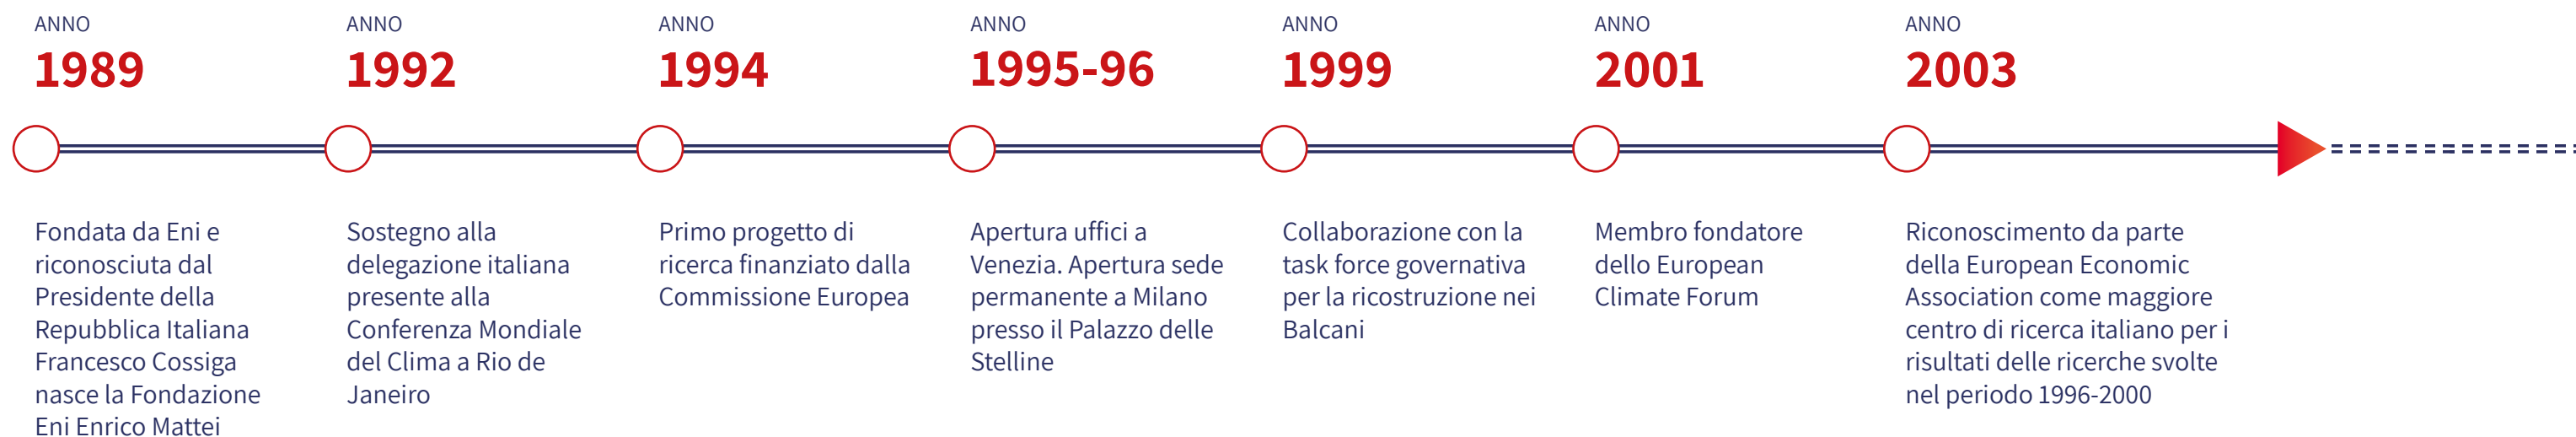 ANNO
1989
Fondata da Eni e
riconosciuta dal
Presidente della
Repubblica Italiana
Francesco Cossiga
nasce la Fondazione
Eni Enrico Mattei
ANNO
1992
Sostegno alla
delegazione italiana
presente alla
Conferenza Mondiale
del Clima a Rio de
Janeiro
ANNO
1994
Primo progetto di
ricerca finanziato dalla
Commissione Europea
ANNO
1995-96
Apertura uffici a
Venezia. Apertura sede
permanente a Milano
presso il Palazzo delle
Stelline
ANNO
1999
Collaborazione con la
task force governativa
per la ricostruzione nei
Balcani
ANNO
2001
Membro fondatore
dello European
Climate Forum
ANNO
2003
Riconoscimento da parte
della European Economic
Association come maggiore
centro di ricerca italiano per i
risultati delle ricerche svolte
nel periodo 1996-2000